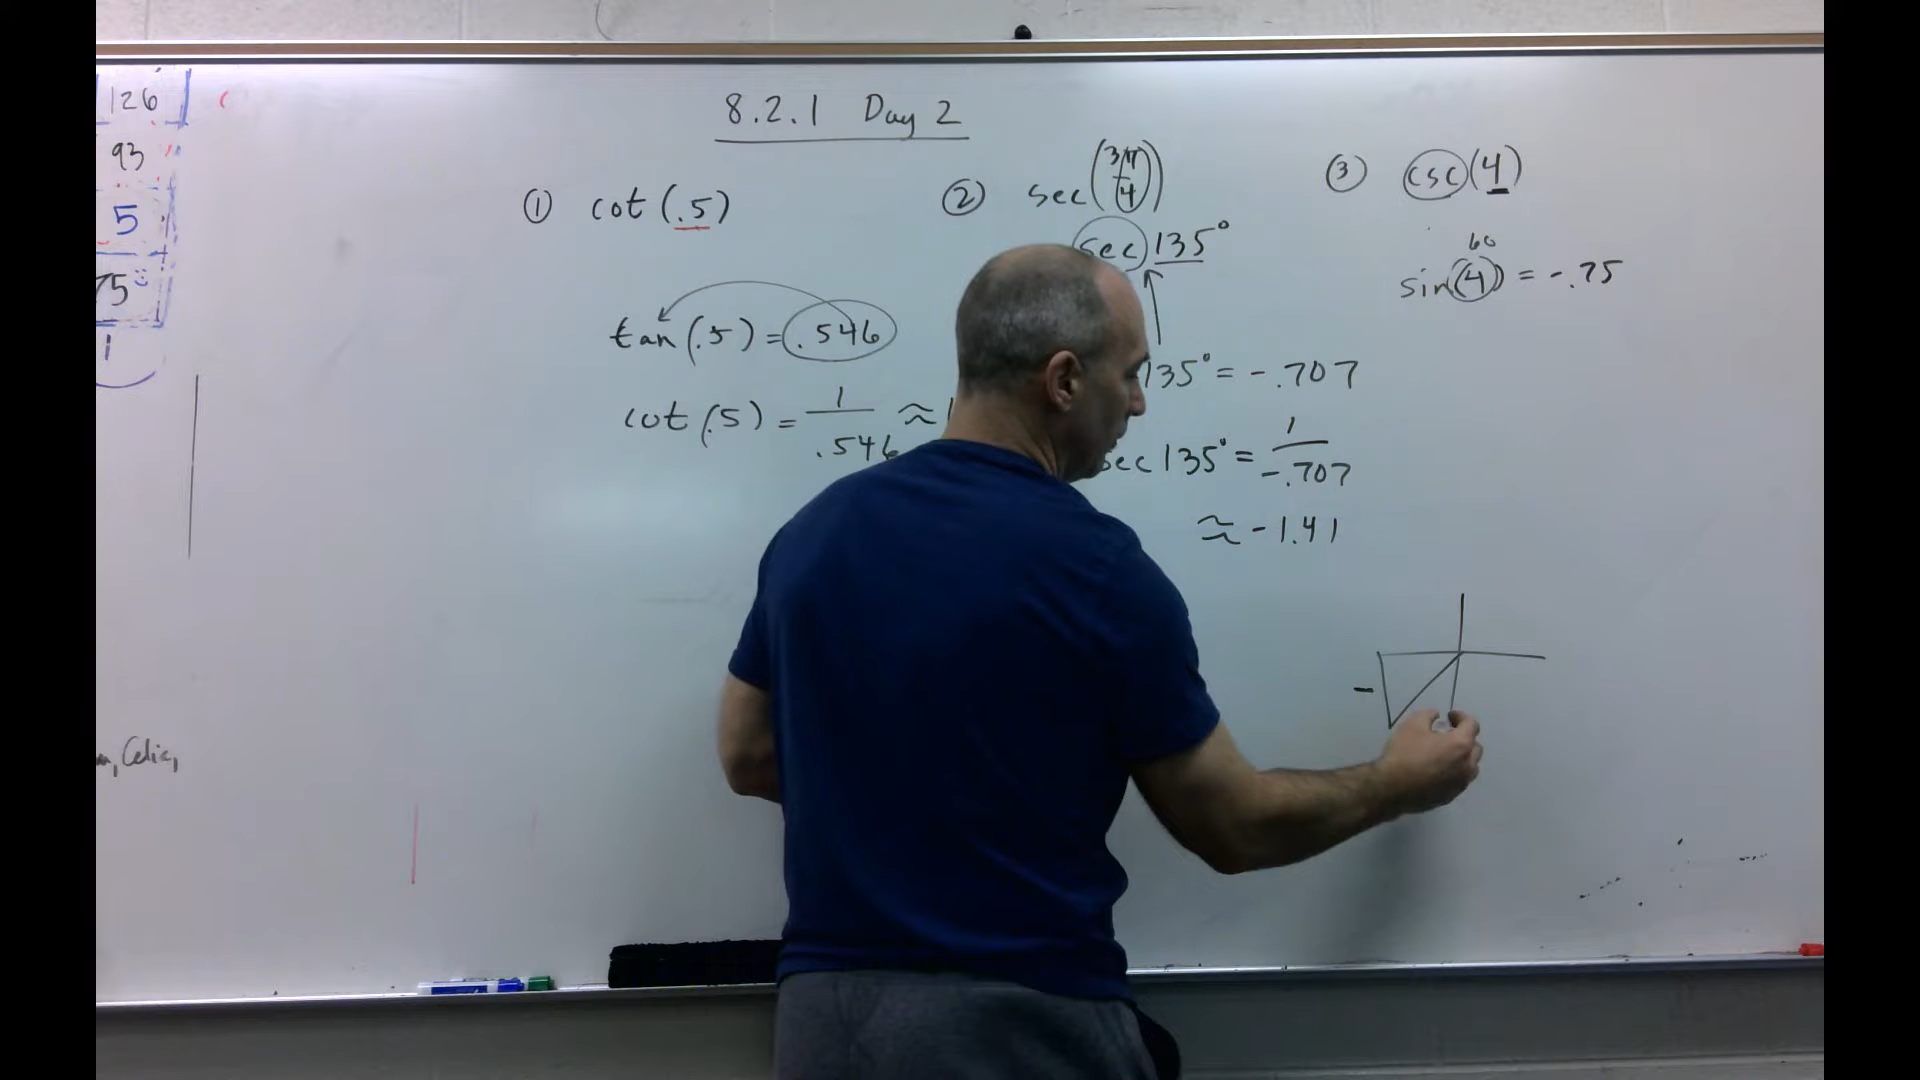 126
93
5
75
1
m, Celia,
8.2.1 Day 2
① cot (.5)
tan (.5) = .546
cot (.5) = 1/.546 ≈ 1
② sec(3π/4)
sec 135°
135° = -.707
sec 135° = 1/-.707
≈ -1.41
③ csc(4)
60
sin(4) = -.75
-